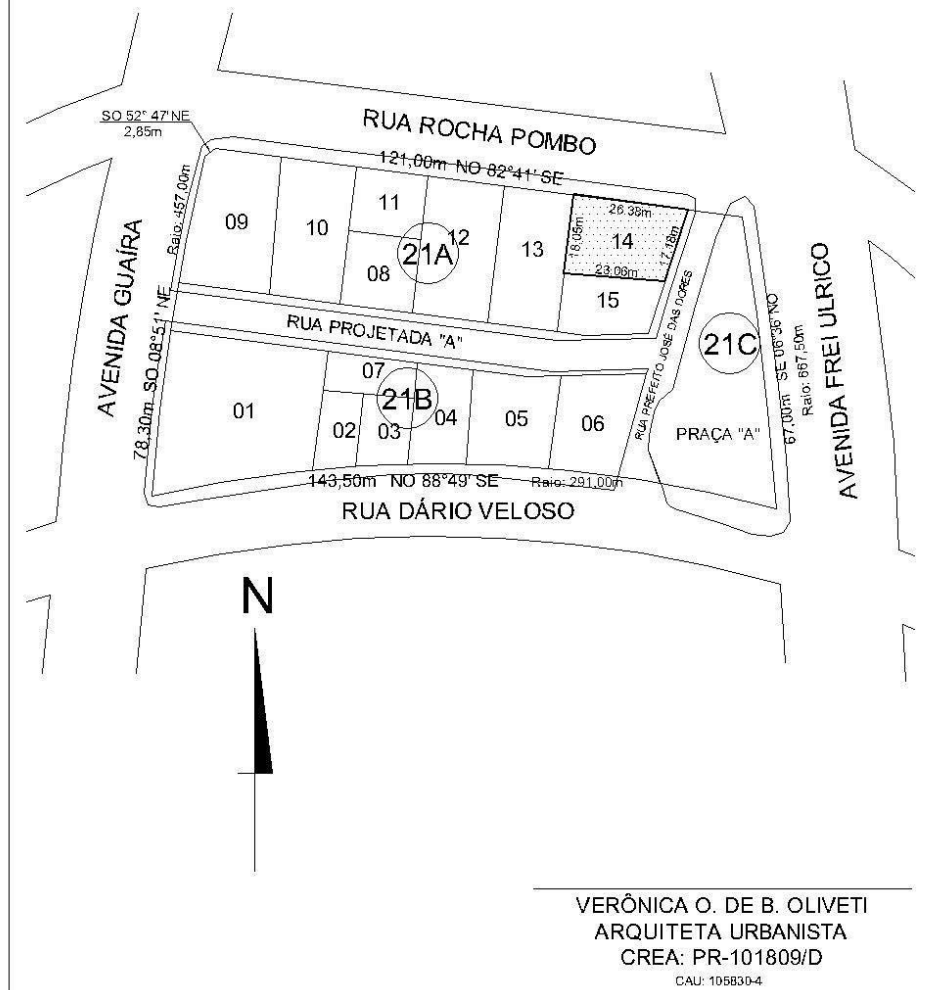 SO 52° 47' NE
2,85m
RUA ROCHA POMBO
121,00m NO 82°41' SE
Raio: 457,00m
AVENIDA GUAÍRA
78,30m SO 08°51' NE
09
10
11
12
08
21A
13
26.38m
18.05m
14
17.18m
23.06m
15
RUA PROJETADA "A"
RUA PREFEITO JOSÉ DAS DORES
21C
67,00m SE 06°36' NO
Raio: 667,50m
AVENIDA FREI ULRICO
01
07
21B
02
03
04
05
06
PRAÇA "A"
143,50m NO 88°49' SE
Raio: 291,00m
RUA DÁRIO VELOSO
N
VERÔNICA O. DE B. OLIVETI
ARQUITETA URBANISTA
CREA: PR-101809/D
CAU: 105830-4